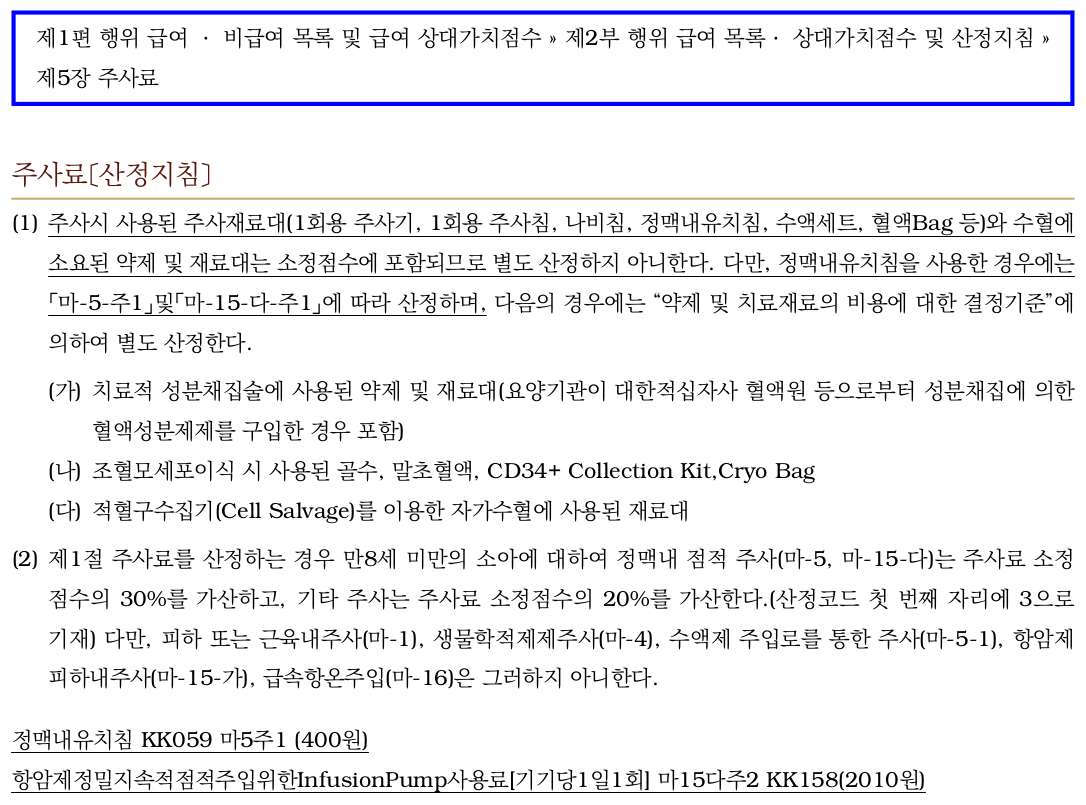 제1편 행위 급여 · 비급여 목록 및 급여 상대가치점수 » 제2부 행위 급여 목록 · 상대가치점수 및 산정지침 »
제5장 주사료
주사료[산정지침]
(1) 주사시 사용된 주사재료대(1회용 주사기, 1회용 주사침, 나비침, 정맥내유치침, 수액세트, 혈액Bag 등)와 수혈에
소요된 약제 및 재료대는 소정점수에 포함되므로 별도 산정하지 아니한다. 다만, 정맥내유치침을 사용한 경우에는
「마-5-주1」및「마-15-다-주1」에 따라 산정하며, 다음의 경우에는 “약제 및 치료재료의 비용에 대한 결정기준”에
의하여 별도 산정한다.
(가) 치료적 성분채집술에 사용된 약제 및 재료대(요양기관이 대한적십자사 혈액원 등으로부터 성분채집에 의한
혈액성분제제를 구입한 경우 포함)
(나) 조혈모세포이식 시 사용된 골수, 말초혈액, CD34+ Collection Kit,Cryo Bag
(다) 적혈구수집기(Cell Salvage)를 이용한 자가수혈에 사용된 재료대
(2) 제1절 주사료를 산정하는 경우 만8세 미만의 소아에 대하여 정맥내 점적 주사(마-5, 마-15-다)는 주사료 소정
점수의 30%를 가산하고, 기타 주사는 주사료 소정점수의 20%를 가산한다.(산정코드 첫 번째 자리에 3으로
기재) 다만, 피하 또는 근육내주사(마-1), 생물학적제제주사(마-4), 수액제 주입로를 통한 주사(마-5-1), 항암제
피하내주사(마-15-가), 급속항온주입(마-16)은 그러하지 아니한다.
정맥내유치침 KK059 마5주1 (400원)
항암제정밀지속적점적주입위한InfusionPump사용료[기기당1일1회] 마15다주2 KK158(2010원)